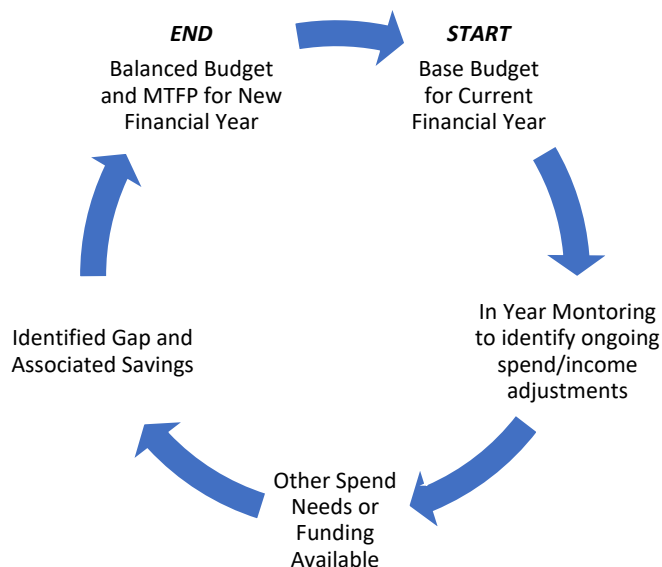 END
Balanced Budget
and MTFP for New
Financial Year
START
Base Budget
for Current
Financial Year
In Year Montoring
to identify ongoing
spend/income
adjustments
Other Spend
Needs or
Funding
Available
Identified Gap and
Associated Savings